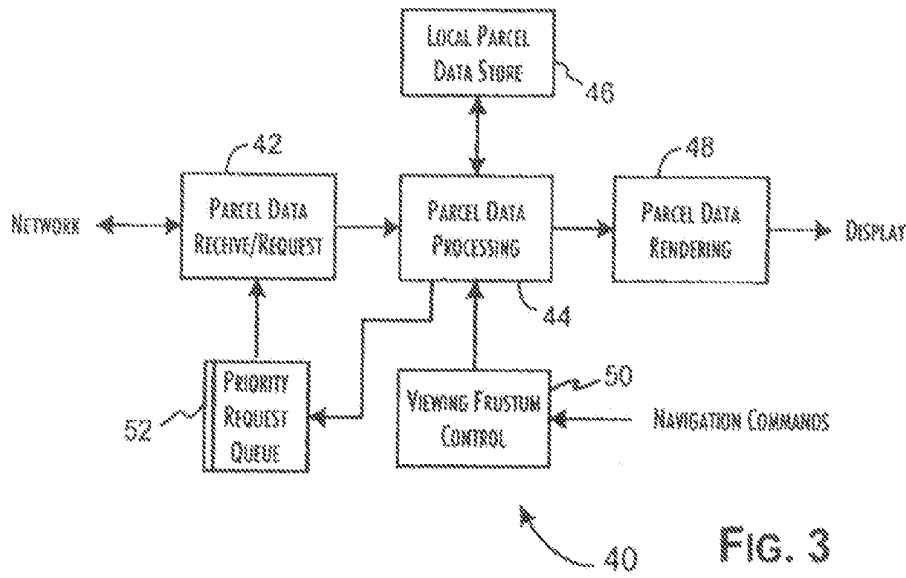 LOCAL PARCEL
DATA STORE
46
42
48
NETWORK
PARCEL DATA
RECIVE/REQUEST
PARCEL DATA
PROCESSING
PARCEL DATA
RENDERING
DISPLAY
44
52
PRIORITY
REQUEST
QUEUE
VIEWING FRUSTUM
CONTROL
50
NAVIGATION COMMANDS
40
FIG. 3